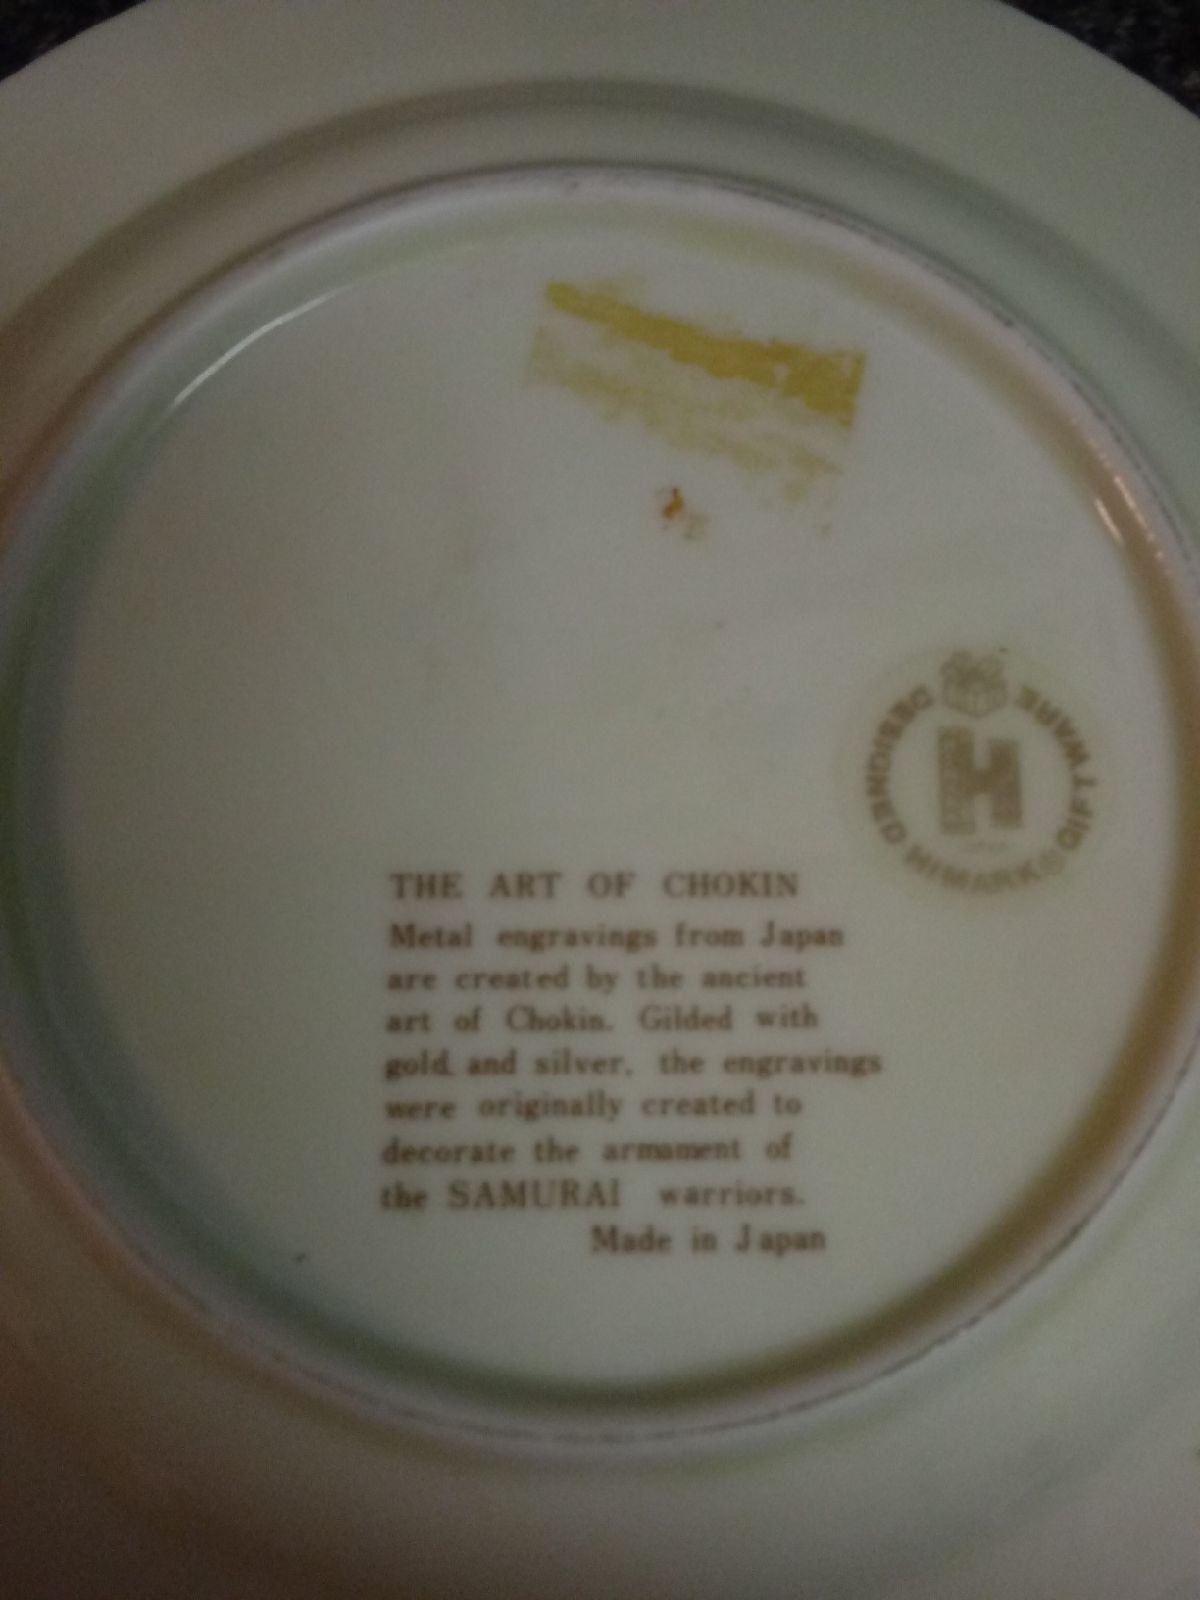 DESIGNED HIMARK® GIFTWARE
H
THE ART OF CHOKIN
Metal engravings from Japan
are created by the ancient
art of Chokin. Gilded with
gold and silver, the engravings
were originally created to
decorate the armament of
the SAMURAI warriors.
Made in Japan